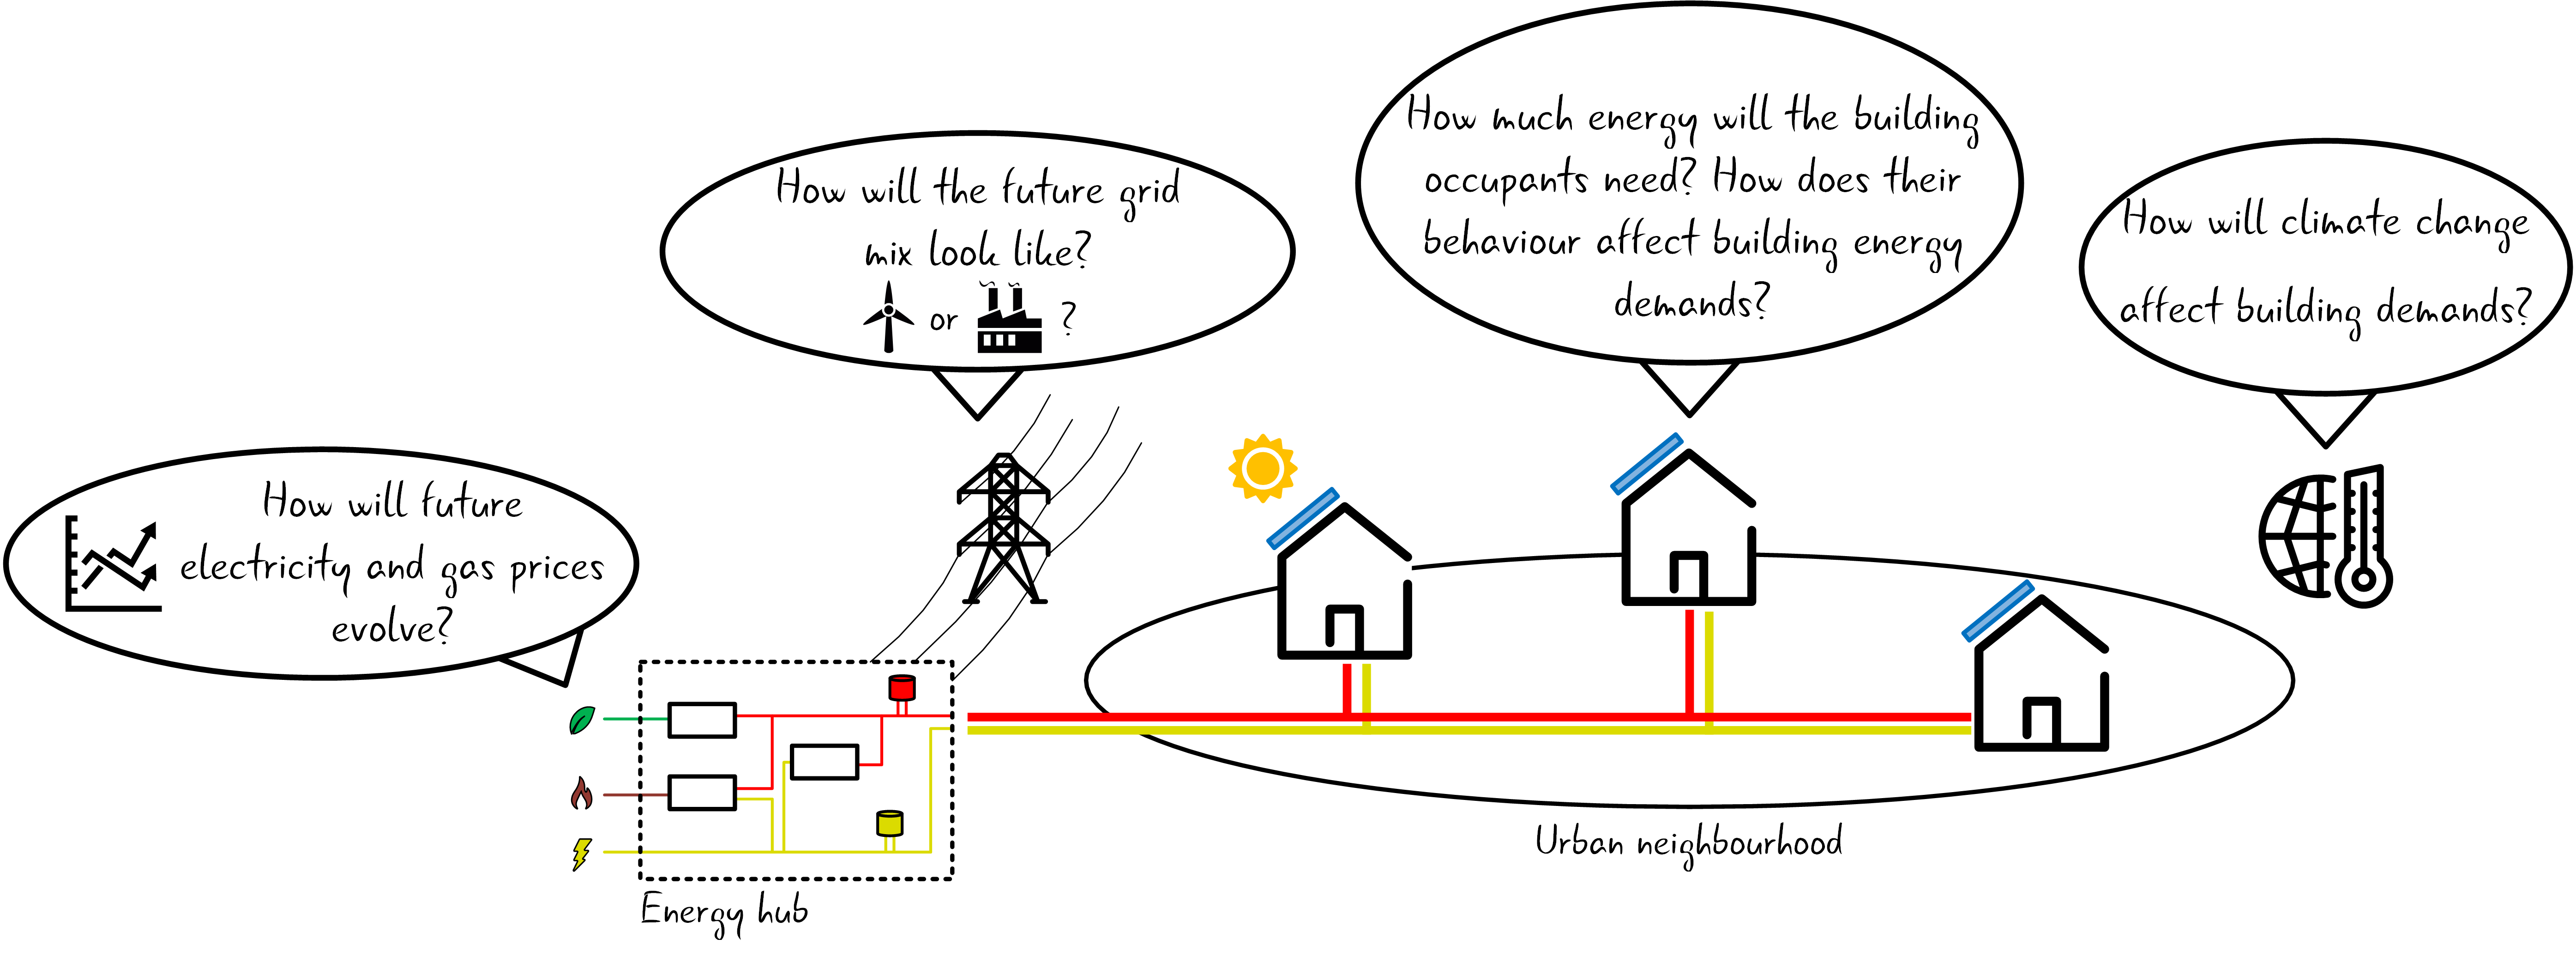 How will future
electricity and gas prices
evolve?
How will the future grid
mix look like?
or ?
How much energy will the building
occupants need? How does their
behaviour affect building energy
demands?
How will climate change
affect building demands?
Energy hub
Urban neighbourhood